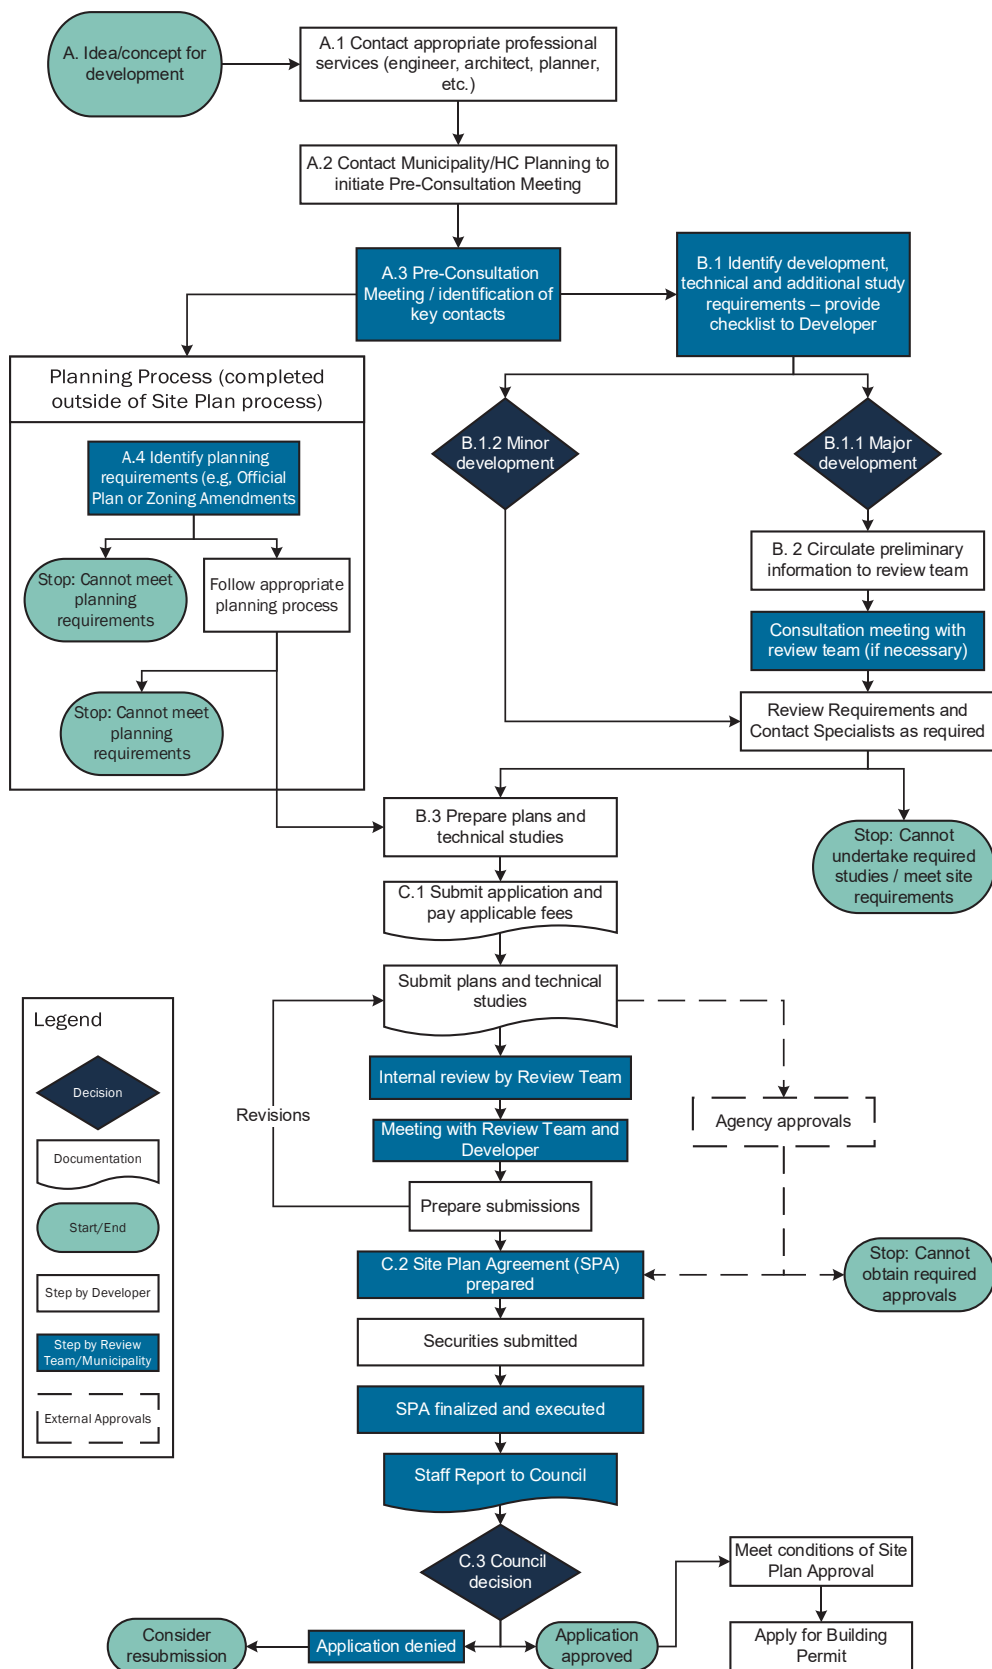 A. Idea/concept for
development
A.1 Contact appropriate professional
services (engineer, architect, planner,
etc.)
A.2 Contact Municipality/HC Planning to
initiate Pre-Consultation Meeting
A.3 Pre-Consultation
Meeting / identification of
key contacts
B.1 Identify development,
technical and additional study
requirements – provide
checklist to Developer
Planning Process (completed
outside of Site Plan process)
A.4 Identify planning
requirements (e.g, Official
Plan or Zoning Amendments
Stop: Cannot meet
planning
requirements
Follow appropriate
planning process
Stop: Cannot meet
planning
requirements
B.1.2 Minor
development
B.1.1 Major
development
B. 2 Circulate preliminary
information to review team
Consultation meeting with
review team (if necessary)
Review Requirements and
Contact Specialists as required
B.3 Prepare plans and
technical studies
Stop: Cannot
undertake required
studies / meet site
requirements
C.1 Submit application and
pay applicable fees
Submit plans and technical
studies
Internal review by Review Team
Revisions
Meeting with Review Team and
Developer
Agency approvals
Prepare submissions
C.2 Site Plan Agreement (SPA)
prepared
Stop: Cannot
obtain required
approvals
Securities submitted
SPA finalized and executed
Staff Report to Council
C.3 Council
decision
Meet conditions of Site
Plan Approval
Consider
resubmission
Application denied
Application
approved
Apply for Building
Permit
Legend
Decision
Documentation
Start/End
Step by Developer
Step by Review
Team/Municipality
External Approvals